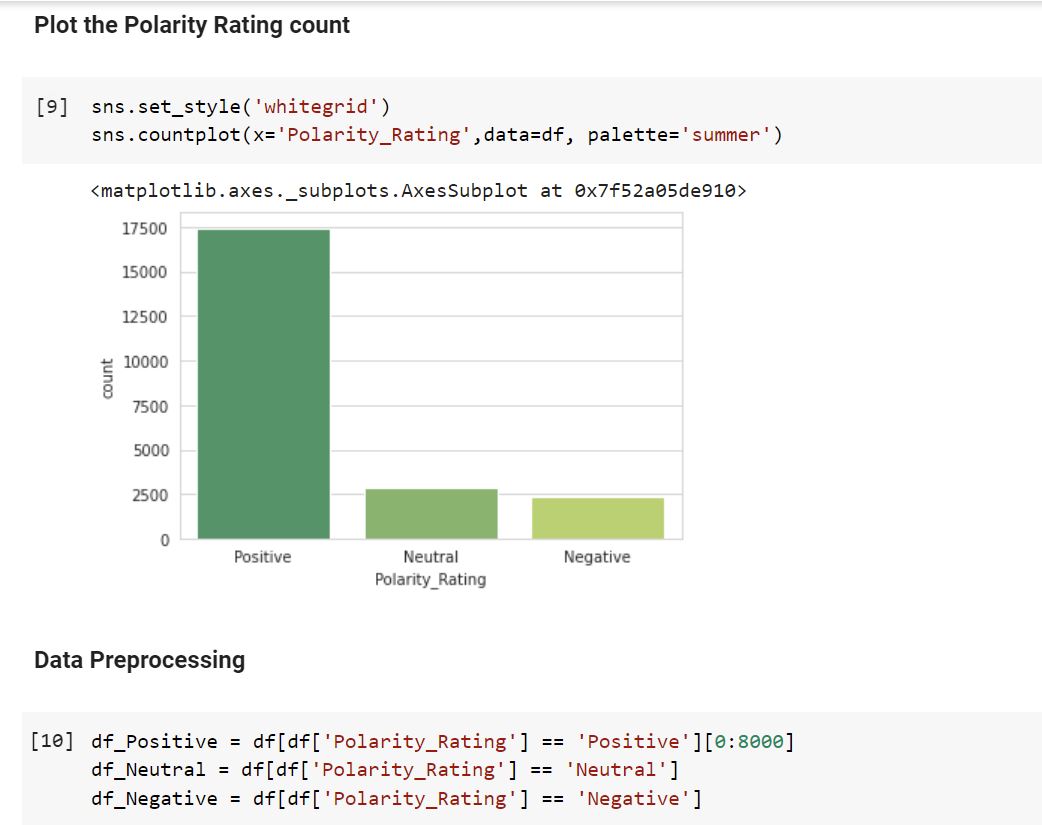 Plot the Polarity Rating count
[9] sns.set_style('whitegrid')
sns.countplot(x='Polarity_Rating',data=df, palette='summer')
<matplotlib.axes._subplots.AxesSubplot at 0x7f52a05de910>
17500
15000
12500
10000
7500
5000
2500
0
count
Positive Neutral Negative
Polarity_Rating
Data Preprocessing
[10] df_Positive = df[df['Polarity_Rating'] == 'Positive'][0:8000]
df_Neutral = df[df['Polarity_Rating'] == 'Neutral']
df_Negative = df[df['Polarity_Rating'] == 'Negative']